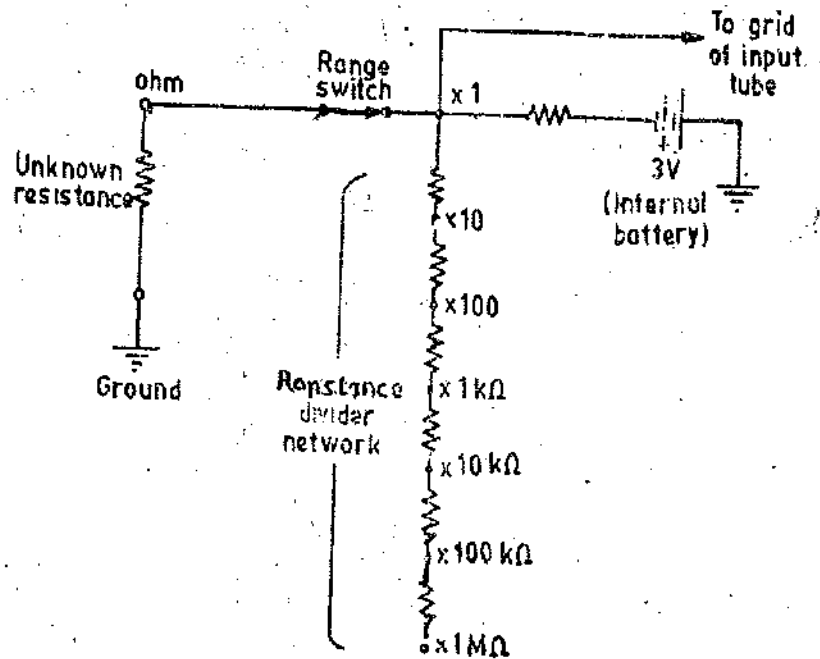 To grid
of input
tube
ohm
Range
switch
x 1
Unknown
resistance
3V
(Internal
battery)
x10
x100
Ground
Rapstance
divider
network
x 1 kΩ
x 10 kΩ
x 100 kΩ
x 1 MΩ